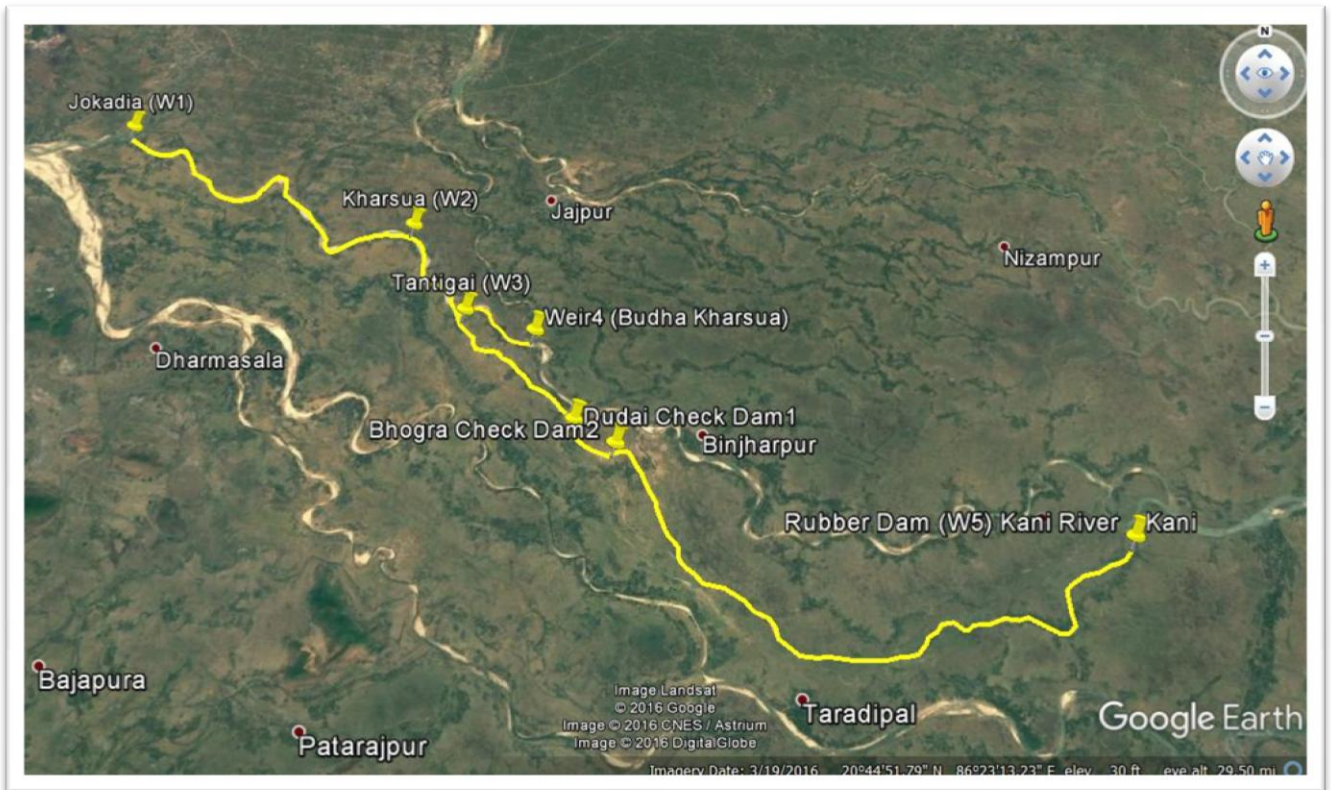 N
Jokadia (W1)
Kharsua (W2)
Jajpur
Nizampur
Tantigai (W3)
Weir4 (Budha Kharsua)
Dharmasala
Dudai Check Dam1
Bhogra Check Dam2
Binjharpur
Rubber Dam (W5) Kani River
Kani
Bajapura
Taradipal
Patarajpur
Image Landsat
© 2016 Google
Image © 2016 CNES / Astrium
Image © 2016 DigitalGlobe
Google Earth
Imagery Date: 3/19/2016 20°44'51.79" N 86°23'13.23" E elev 30 ft eye alt 29.50 mi